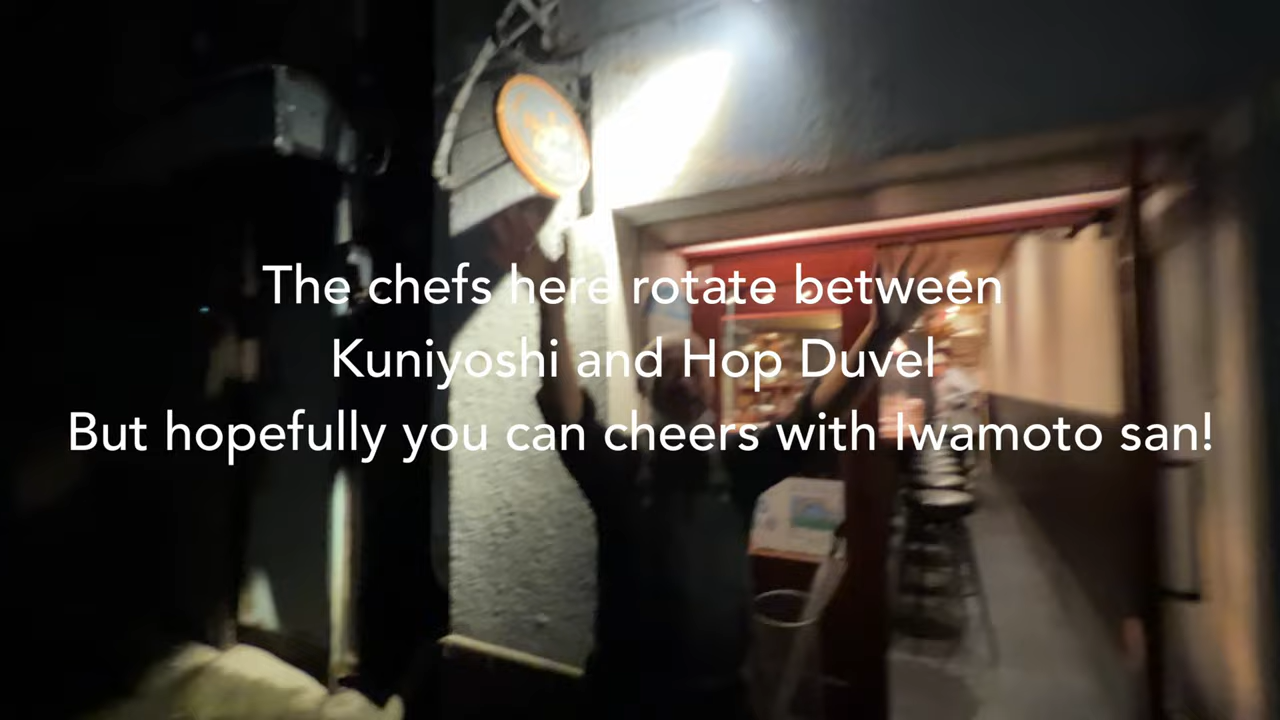 The chefs here rotate between
Kuniyoshi and Hop Duvel
But hopefully you can cheers with Iwamoto san!